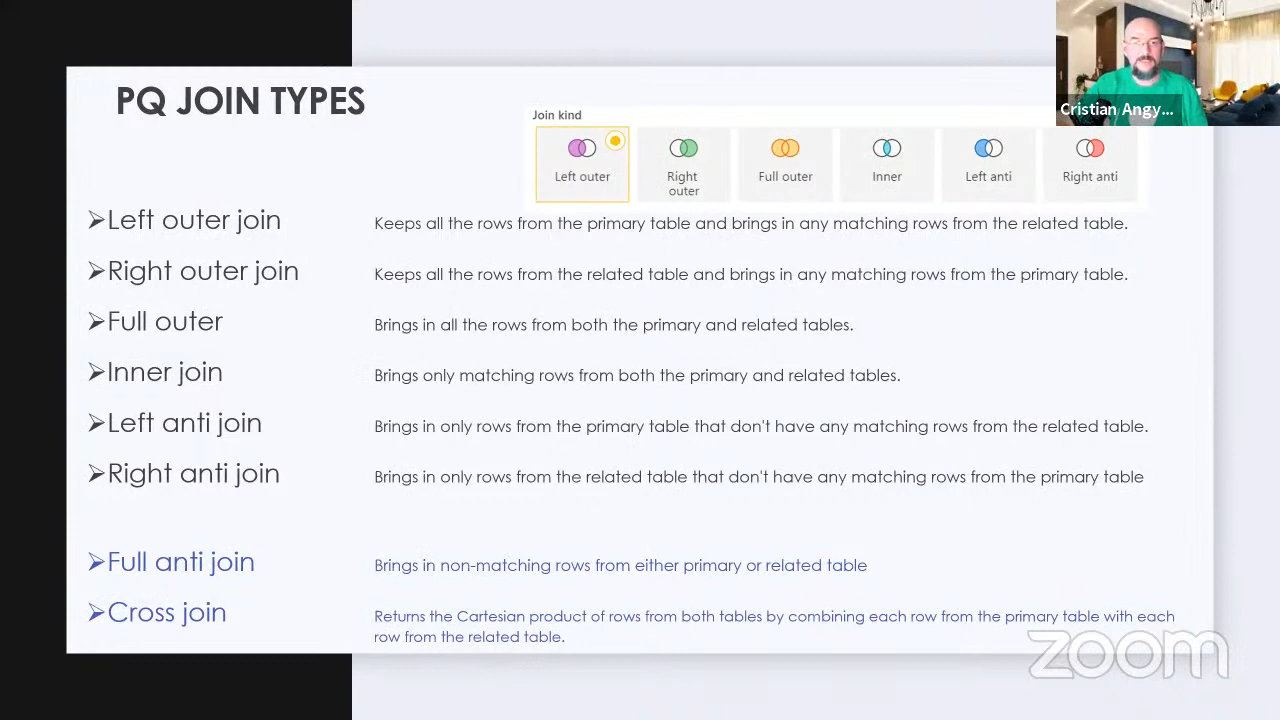 PQ JOIN TYPES
Cristian Angy...
Join kind
Left outer
Right
outer
Full outer
Inner
Left anti
Right anti
➢Left outer join
Keeps all the rows from the primary table and brings in any matching rows from the related table.
➢Right outer join
Keeps all the rows from the related table and brings in any matching rows from the primary table.
➢Full outer
Brings in all the rows from both the primary and related tables.
➢Inner join
Brings only matching rows from both the primary and related tables.
➢Left anti join
Brings in only rows from the primary table that don't have any matching rows from the related table.
➢Right anti join
Brings in only rows from the related table that don't have any matching rows from the primary table
➢Full anti join
Brings in non-matching rows from either primary or related table
➢Cross join
Returns the Cartesian product of rows from both tables by combining each row from the primary table with each
row from the related table.
zoom